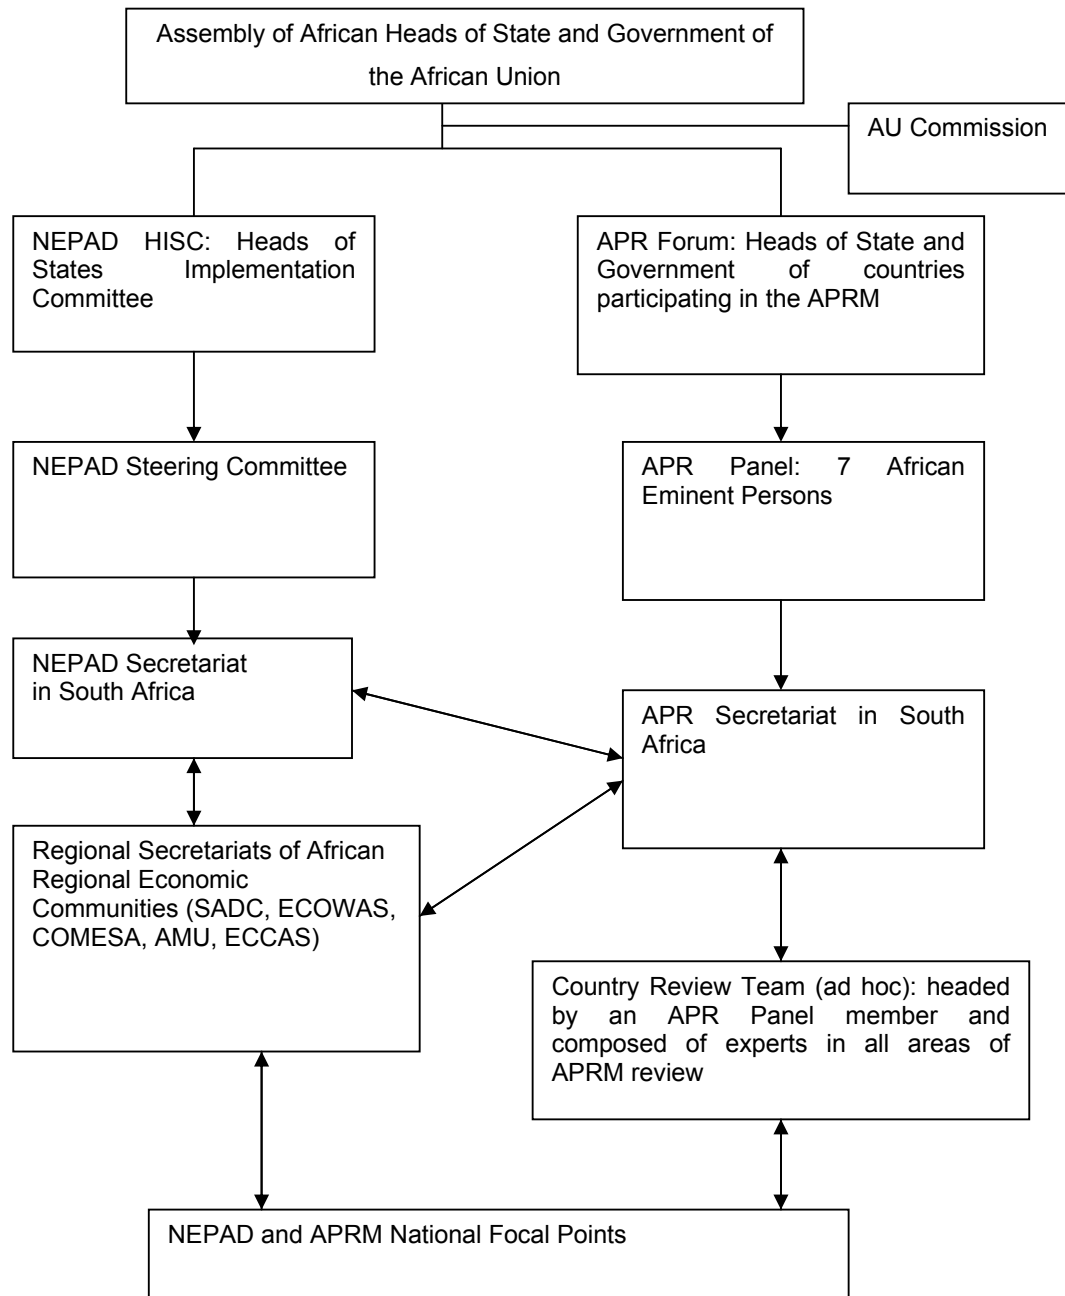 Assembly of African Heads of State and Government of
the African Union
AU Commission
NEPAD HISC: Heads of
States Implementation
Committee
APR Forum: Heads of State and
Government of countries
participating in the APRM
NEPAD Steering Committee
APR Panel: 7 African
Eminent Persons
NEPAD Secretariat
in South Africa
APR Secretariat in South
Africa
Regional Secretariats of African
Regional Economic
Communities (SADC, ECOWAS,
COMESA, AMU, ECCAS)
Country Review Team (ad hoc): headed
by an APR Panel member and
composed of experts in all areas of
APRM review
NEPAD and APRM National Focal Points